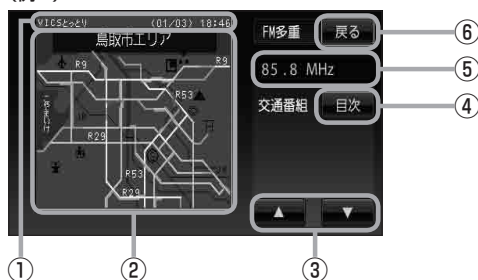 VICSとっとり (01/03) 18:46
鳥取市エリア
R9
R9
R53
R29
R53
R29
FM多重
戻る
85.8 MHz
交通番組
目次
▲
▼
①
②
③
④
⑤
⑥